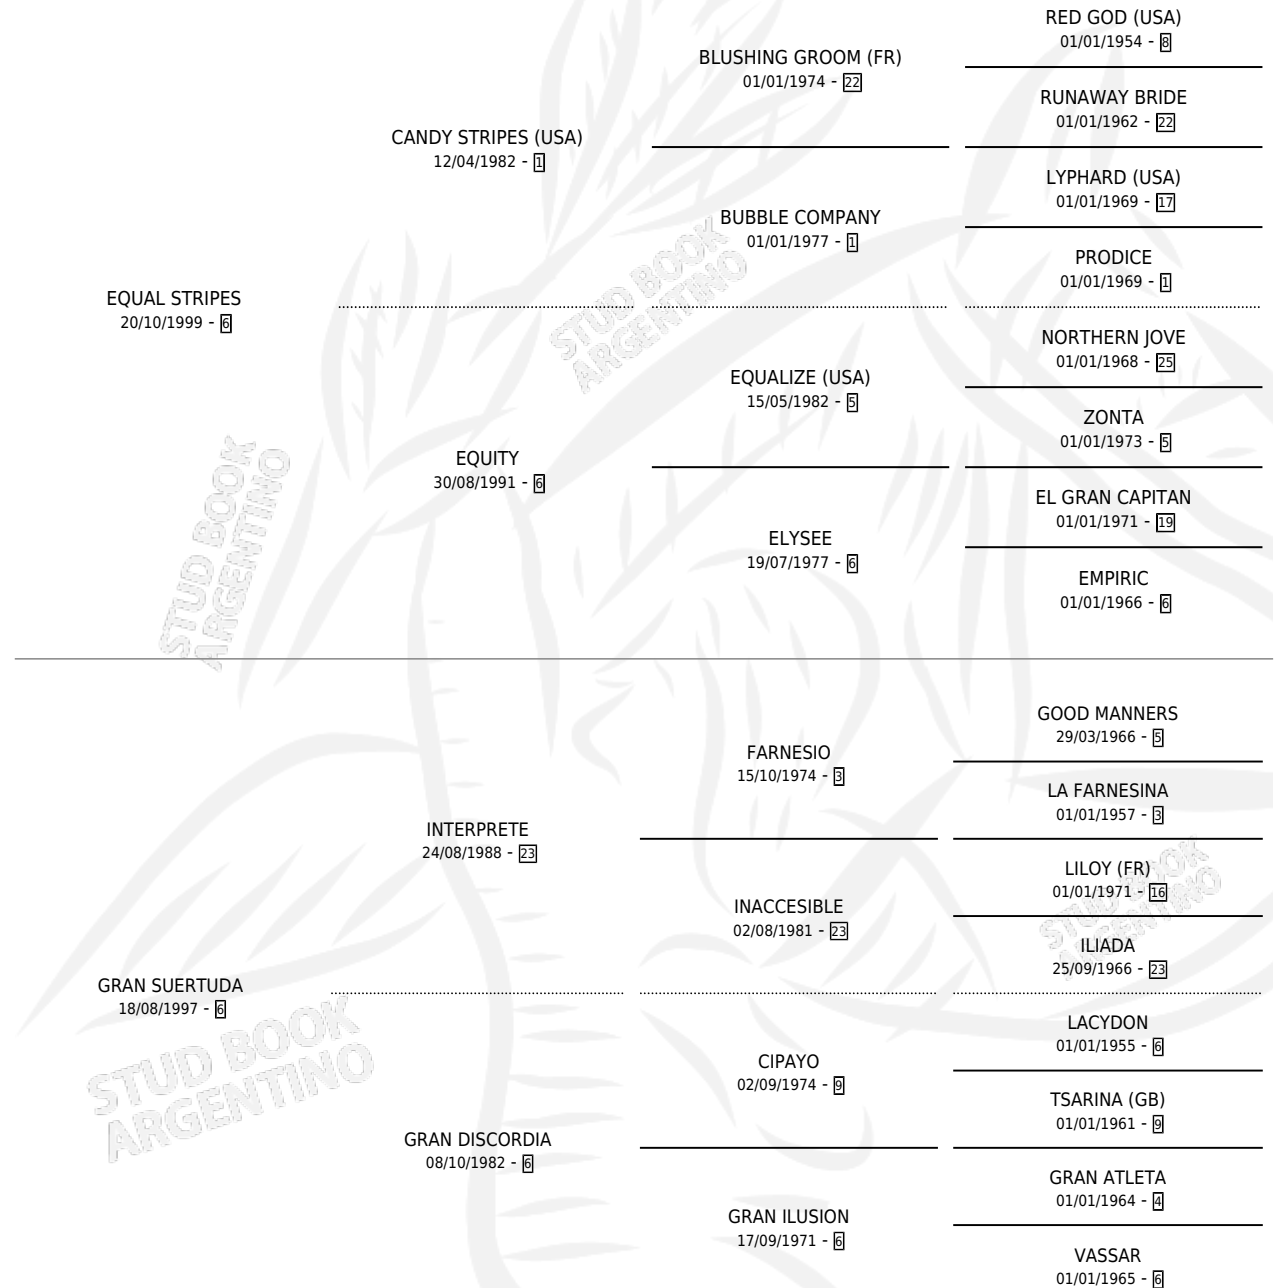 RED GOD (USA)
01/01/1954 - 8
BLUSHING GROOM (FR)
01/01/1974 - 22
RUNAWAY BRIDE
01/01/1962 - 22
CANDY STRIPES (USA)
12/04/1982 - 1
LYPHARD (USA)
01/01/1969 - 17
BUBBLE COMPANY
01/01/1977 - 1
PRODICE
01/01/1969 - 1
EQUAL STRIPES
20/10/1999 - 6
STUD BOOK
ARGENTINO
NORTHERN JOVE
01/01/1968 - 25
EQUALIZE (USA)
15/05/1982 - 5
ZONTA
01/01/1973 - 5
EQUITY
30/08/1991 - 6
EL GRAN CAPITAN
01/01/1971 - 19
ELYSEE
19/07/1977 - 6
EMPIRIC
01/01/1966 - 6
STUD BOOK
ARGENTINO
GOOD MANNERS
29/03/1966 - 5
FARNESIO
15/10/1974 - 3
LA FARNESINA
01/01/1957 - 3
INTERPRETE
24/08/1988 - 23
LILOY (FR)
01/01/1971 - 16
INACCESIBLE
02/08/1981 - 23
STUD BOOK
ARGENTINO
ILIADA
25/09/1966 - 23
GRAN SUERTUDA
18/08/1997 - 6
LACYDON
01/01/1955 - 6
CIPAYO
02/09/1974 - 9
TSARINA (GB)
01/01/1961 - 9
STUD BOOK
ARGENTINO
GRAN DISCORDIA
08/10/1982 - 6
GRAN ATLETA
01/01/1964 - 4
GRAN ILUSION
17/09/1971 - 6
VASSAR
01/01/1965 - 6